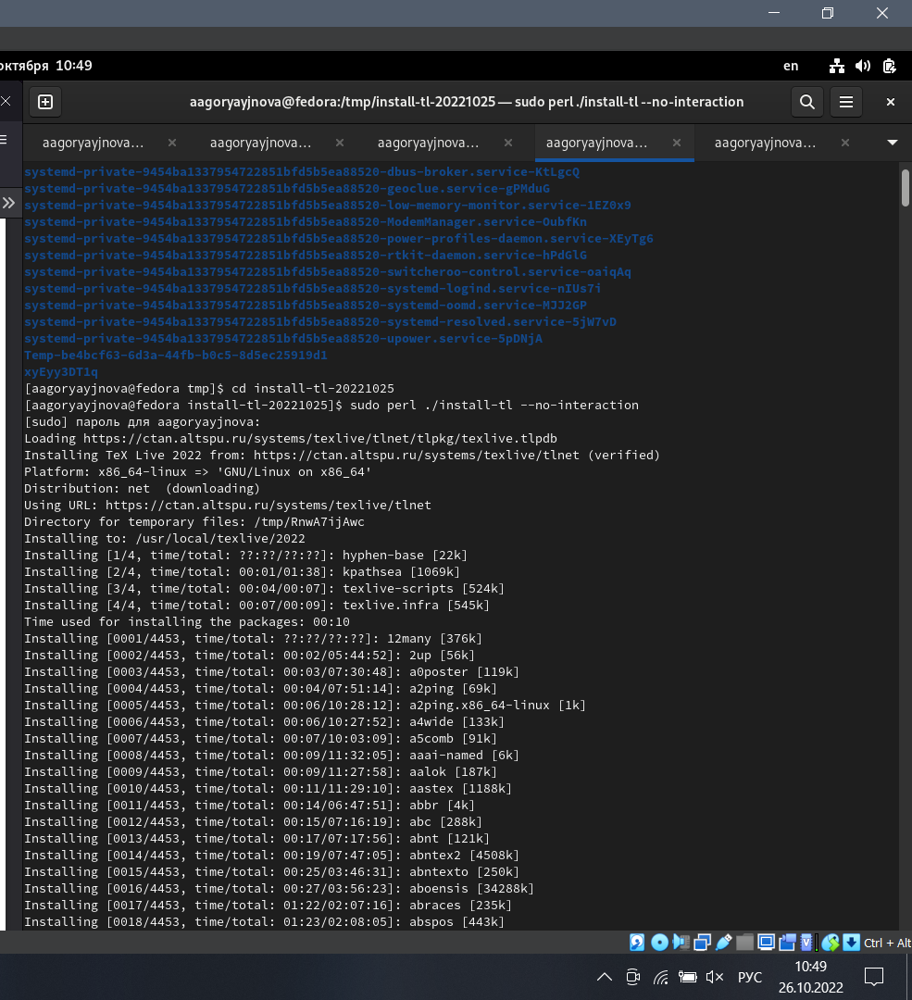 октября 10:49
en
aagoryayjnova@fedora:/tmp/install-tl-20221025 — sudo perl ./install-tl --no-interaction
aagoryayjnova… aagoryayjnova… aagoryayjnova… aagoryayjnova… aagoryayjnova…
systemd-private-9454ba1337954722851bfd5b5ea88520-dbus-broker.service-KtLgcQ
systemd-private-9454ba1337954722851bfd5b5ea88520-geoclue.service-gPMduG
systemd-private-9454ba1337954722851bfd5b5ea88520-low-memory-monitor.service-1EZ0x9
systemd-private-9454ba1337954722851bfd5b5ea88520-ModemManager.service-OubfKn
systemd-private-9454ba1337954722851bfd5b5ea88520-power-profiles-daemon.service-XEyTg6
systemd-private-9454ba1337954722851bfd5b5ea88520-rtkit-daemon.service-hPdGlG
systemd-private-9454ba1337954722851bfd5b5ea88520-switcheroo-control.service-oaiqAq
systemd-private-9454ba1337954722851bfd5b5ea88520-systemd-logind.service-nIUs7i
systemd-private-9454ba1337954722851bfd5b5ea88520-systemd-oomd.service-MJJ2GP
systemd-private-9454ba1337954722851bfd5b5ea88520-systemd-resolved.service-5jW7vD
systemd-private-9454ba1337954722851bfd5b5ea88520-upower.service-5pDNjA
Temp-be4bcf63-6d3a-44fb-b0c5-8d5ec25919d1
xyEyy3DT1q
[aagoryayjnova@fedora tmp]$ cd install-tl-20221025
[aagoryayjnova@fedora install-tl-20221025]$ sudo perl ./install-tl --no-interaction
[sudo] пароль для aagoryayjnova:
Loading https://ctan.altspu.ru/systems/texlive/tlnet/tlpkg/texlive.tlpdb
Installing TeX Live 2022 from: https://ctan.altspu.ru/systems/texlive/tlnet (verified)
Platform: x86_64-linux => 'GNU/Linux on x86_64'
Distribution: net  (downloading)
Using URL: https://ctan.altspu.ru/systems/texlive/tlnet
Directory for temporary files: /tmp/RnwA7ijAwc
Installing to: /usr/local/texlive/2022
Installing [1/4, time/total: ??:??/??:??]: hyphen-base [22k]
Installing [2/4, time/total: 00:01/01:38]: kpathsea [1069k]
Installing [3/4, time/total: 00:04/00:07]: texlive-scripts [524k]
Installing [4/4, time/total: 00:07/00:09]: texlive.infra [545k]
Time used for installing the packages: 00:10
Installing [0001/4453, time/total: ??:??/??:??]: 12many [376k]
Installing [0002/4453, time/total: 00:02/05:44:52]: 2up [56k]
Installing [0003/4453, time/total: 00:03/07:30:48]: a0poster [119k]
Installing [0004/4453, time/total: 00:04/07:51:14]: a2ping [69k]
Installing [0005/4453, time/total: 00:06/10:28:12]: a2ping.x86_64-linux [1k]
Installing [0006/4453, time/total: 00:06/10:27:52]: a4wide [133k]
Installing [0007/4453, time/total: 00:07/10:03:09]: a5comb [91k]
Installing [0008/4453, time/total: 00:09/11:32:05]: aaai-named [6k]
Installing [0009/4453, time/total: 00:09/11:27:58]: aalok [187k]
Installing [0010/4453, time/total: 00:11/11:29:10]: aastex [1188k]
Installing [0011/4453, time/total: 00:14/06:47:51]: abbr [4k]
Installing [0012/4453, time/total: 00:15/07:16:19]: abc [288k]
Installing [0013/4453, time/total: 00:17/07:17:56]: abnt [121k]
Installing [0014/4453, time/total: 00:19/07:47:05]: abntex2 [4508k]
Installing [0015/4453, time/total: 00:25/03:46:31]: abntexto [250k]
Installing [0016/4453, time/total: 00:27/03:56:23]: aboensis [34288k]
Installing [0017/4453, time/total: 01:22/02:07:16]: abraces [235k]
Installing [0018/4453, time/total: 01:23/02:08:05]: abspos [443k]
Ctrl + Alt
РУС
10:49
26.10.2022